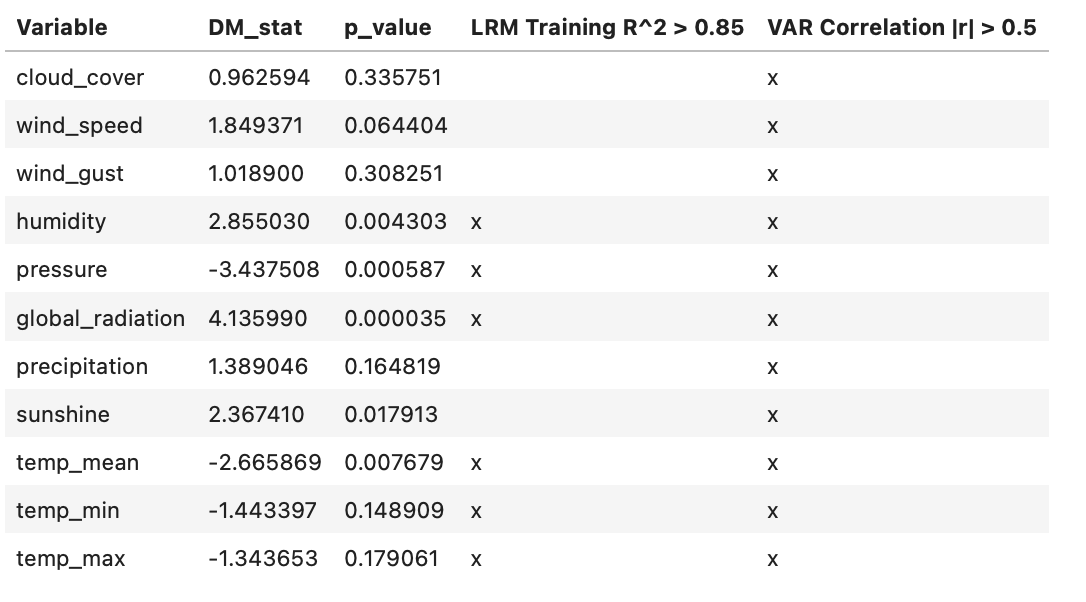 Variable DM_stat p_value LRM Training R^2 > 0.85 VAR Correlation |r| > 0.5
cloud_cover 0.962594 0.335751 x
wind_speed 1.849371 0.064404 x
wind_gust 1.018900 0.308251 x
humidity 2.855030 0.004303 x x
pressure -3.437508 0.000587 x x
global_radiation 4.135990 0.000035 x x
precipitation 1.389046 0.164819 x
sunshine 2.367410 0.017913 x
temp_mean -2.665869 0.007679 x x
temp_min -1.443397 0.148909 x x
temp_max -1.343653 0.179061 x x